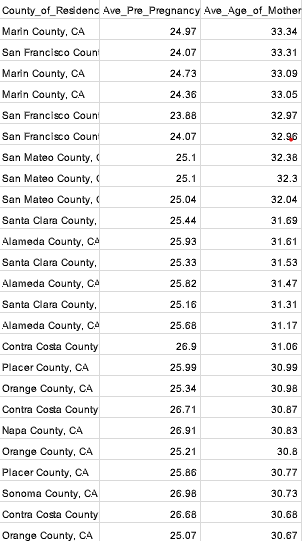 County_of_Residenc Ave_Pre_Pregnancy Ave_Age_of_Mother
Marin County, CA 24.97 33.34
San Francisco Count 24.07 33.31
Marin County, CA 24.73 33.09
Marin County, CA 24.36 33.05
San Francisco Count 23.88 32.97
San Francisco Count 24.07 32.96
San Mateo County, C 25.1 32.38
San Mateo County, C 25.1 32.3
San Mateo County, C 25.04 32.04
Santa Clara County, 25.44 31.69
Alameda County, CA 25.93 31.61
Santa Clara County, 25.33 31.53
Alameda County, CA 25.82 31.47
Santa Clara County, 25.16 31.31
Alameda County, CA 25.68 31.17
Contra Costa County 26.9 31.06
Placer County, CA 25.99 30.99
Orange County, CA 25.34 30.98
Contra Costa County 26.71 30.87
Napa County, CA 26.91 30.83
Orange County, CA 25.21 30.8
Placer County, CA 25.86 30.77
Sonoma County, CA 26.98 30.73
Contra Costa County 26.68 30.68
Orange County, CA 25.07 30.67